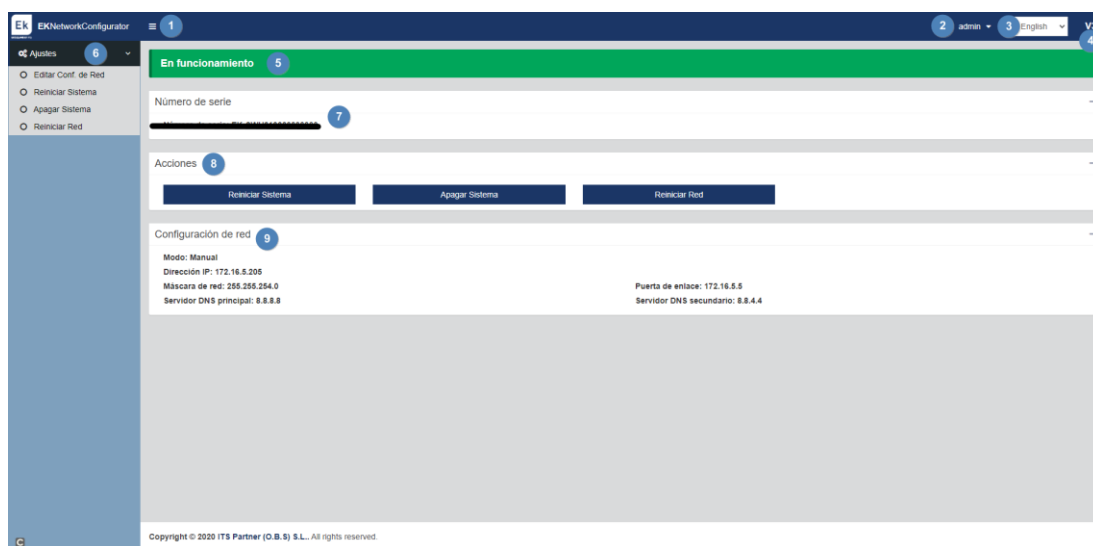 Ek EKNetworkConfigurator 1 2 admin 3 English
4
Ajustes 6
Editar Conf. de Red
Reiniciar Sistema
Apagar Sistema
Reiniciar Red
En funcionamiento 5
Número de serie
7
Acciones 8
Reiniciar Sistema Apagar Sistema Reiniciar Red
Configuración de red 9
Modo: Manual
Dirección IP: 172.16.5.205
Máscara de red: 255.255.254.0 Puerta de enlace: 172.16.5.5
Servidor DNS principal: 8.8.8.8 Servidor DNS secundario: 8.8.4.4
Copyright © 2020 ITS Partner (O.B.S) S.L.. All rights reserved.